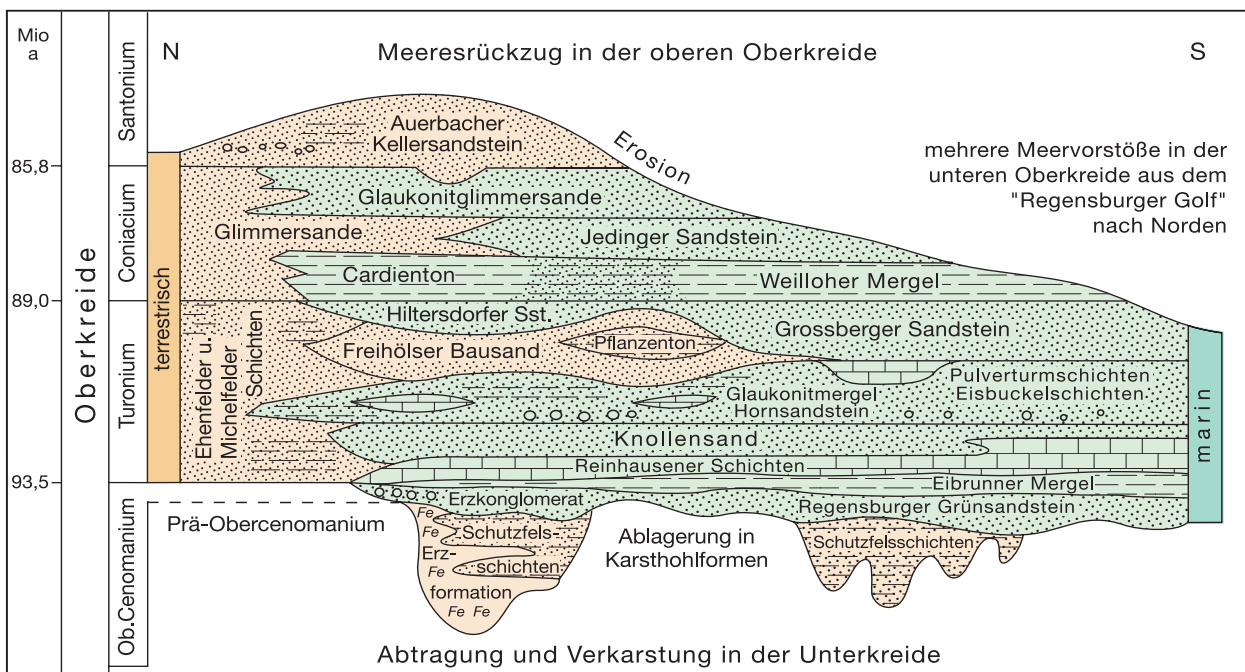 Mio
a
N
Meeresrückzug in der oberen Oberkreide
S
Oberkreide
Santonium
85,8
Coniacium
89,0
Turonium
93,5
Ob.Cenomanium
terrestrisch
marin
Auerbacher
Kellersandstein
Erosion
mehrere Meervorstöße in der
unteren Oberkreide aus dem
"Regensburger Golf"
nach Norden
Glaukonitglimmersande
Glimmersande
Jedinger Sandstein
Cardienton
Weilloher Mergel
Hiltersdorfer Sst.
Grossberger Sandstein
Ehenfelder u.
Michelfelder
Schichten
Freihölser Bausand
Pflanzenton
Pulverturmschichten
Eisbuckelschichten
Glaukonitmergel
Hornsandstein
Knollensand
Reinhausener Schichten
Eibrunner Mergel
Erzkonglomerat
Regensburger Grünsandstein
Prä-Obercenomanium
Fe
Fe
Schutzfels-
schichten
Erz-
Fe
formation
Fe Fe
Ablagerung in
Karsthohlformen
Schutzfelsschichten
Abtragung und Verkarstung in der Unterkreide